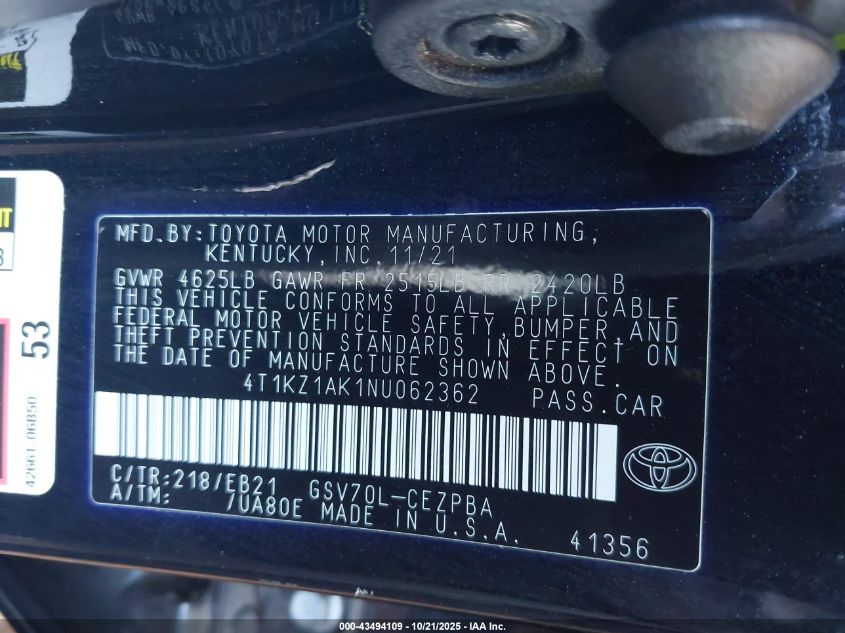 MFD.BY:TOYOTA MOTOR MANUFACTURING,
KENTUCKY,INC. 11/21
GVWR 4625LB GAWR FR 2515LB RR 2420LB
THIS VEHICLE CONFORMS TO ALL APPLICABLE
FEDERAL MOTOR VEHICLE SAFETY,BUMPER,AND
THEFT PREVENTION STANDARDS IN EFFECT ON
THE DATE OF MANUFACTURE SHOWN ABOVE.
4T1KZ1AK1NU062362 PASS.CAR
C/TR:218/EB21 GSV70L-CEZPBA
A/TM: 7UA80E MADE IN U.S.A.
41356
53
42661-06B50
000-43494109 - 10/21/2025 - IAA Inc.